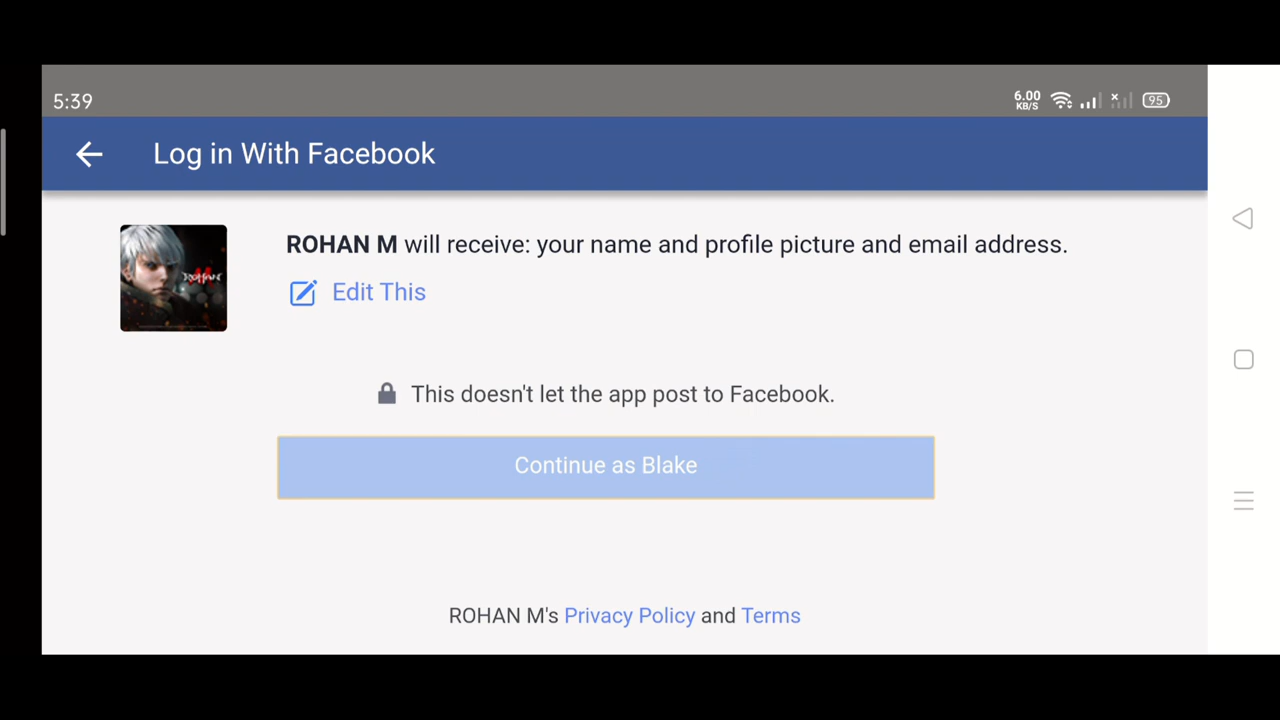 5:39
6.00
KB/S
95
Log in With Facebook
ROHAN M will receive: your name and profile picture and email address.
ROHAN
Edit This
This doesn't let the app post to Facebook.
Continue as Blake
ROHAN M's Privacy Policy and Terms